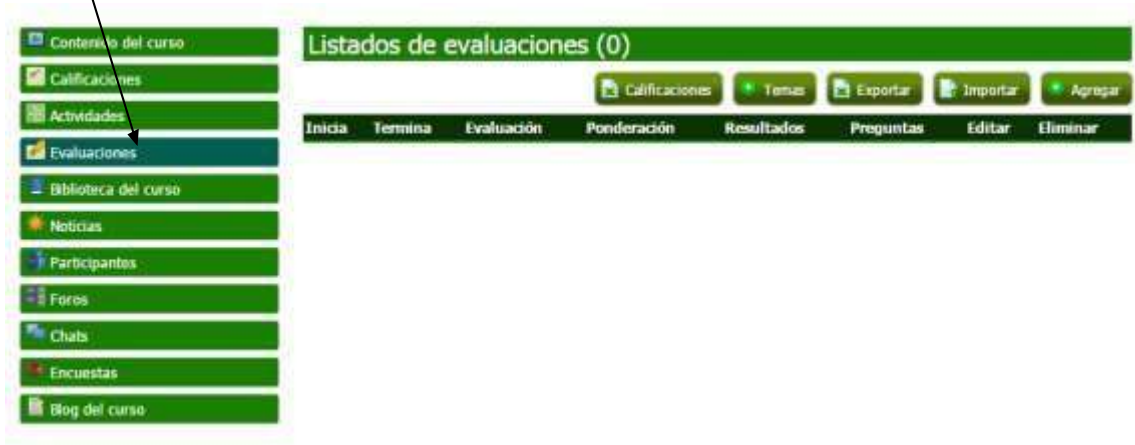 Contenido del curso
Calificaciones
Actividades
Evaluaciones
Biblioteca del curso
Noticias
Participantes
Foros
Chats
Encuestas
Blog del curso
Listados de evaluaciones (0)
Calificaciones Temas Exportar Importar Agregar
Inicia Termina Evaluación Ponderación Resultados Preguntas Editar Eliminar